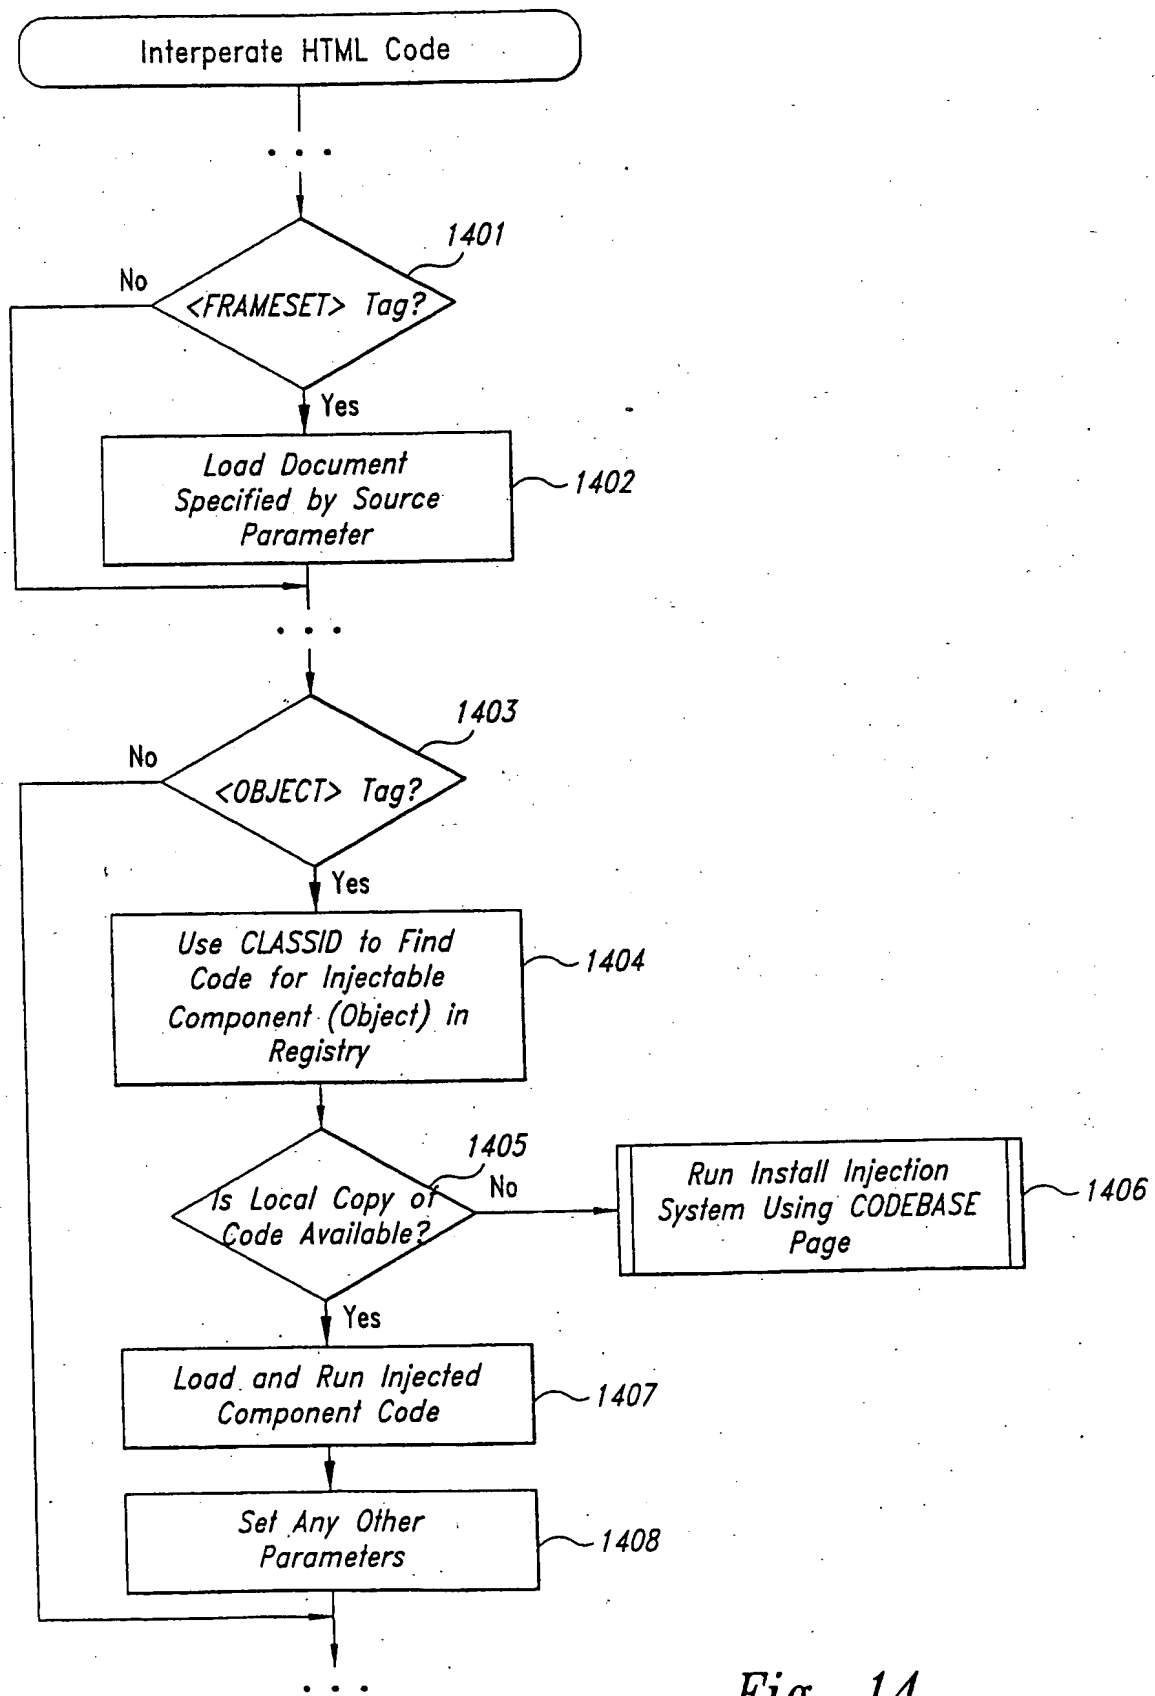 Interperate HTML Code
. . .
1401
No
<FRAMESET> Tag?
Yes
Load Document
Specified by Source
Parameter
1402
. . .
1403
No
<OBJECT> Tag?
Yes
Use CLASSID to Find
Code for Injectable
Component (Object) in
Registry
1404
1405
Is Local Copy of
Code Available?
No
Run Install Injection
System Using CODEBASE
Page
1406
Yes
Load and Run Injected
Component Code
1407
Set Any Other
Parameters
1408
. . .
Fig. 14